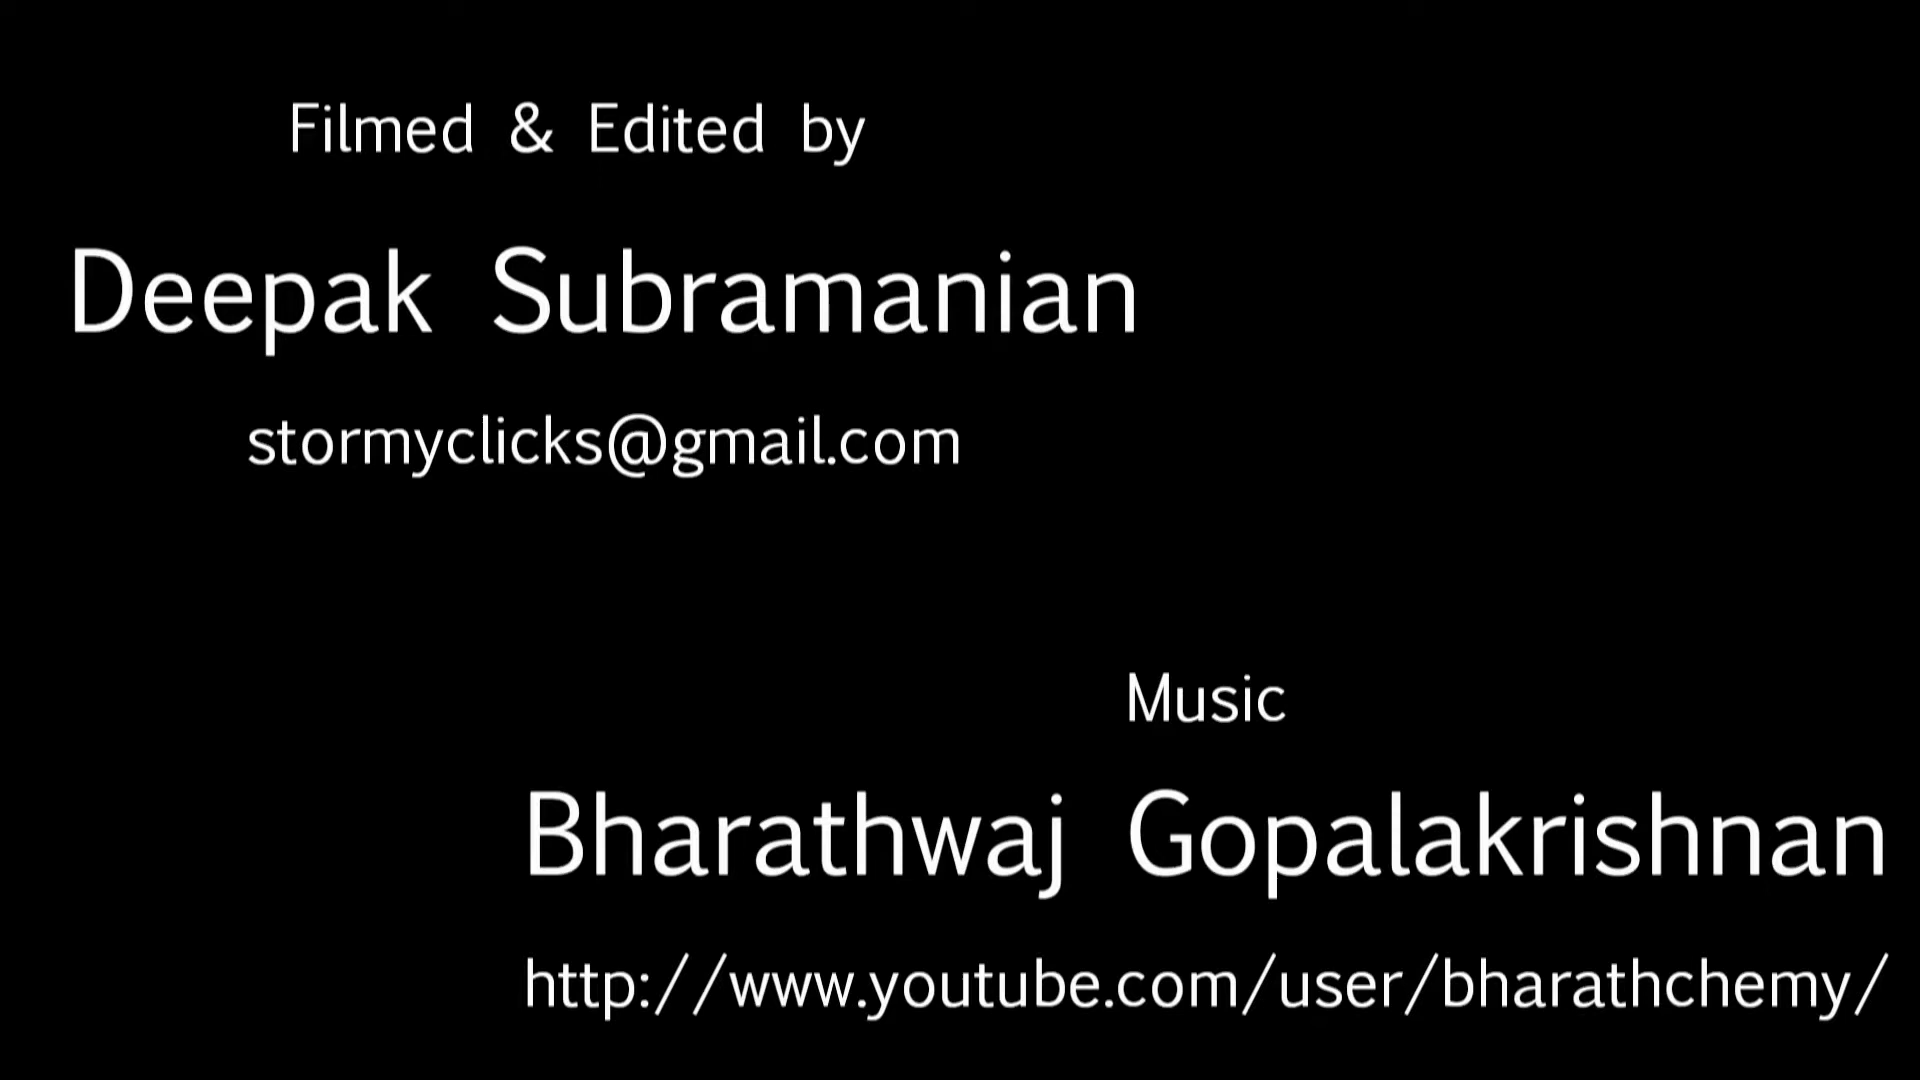 Filmed & Edited by
Deepak Subramanian
stormyclicks@gmail.com
Music
Bharathwaj Gopalakrishnan
http://www.youtube.com/user/bharathchemy/